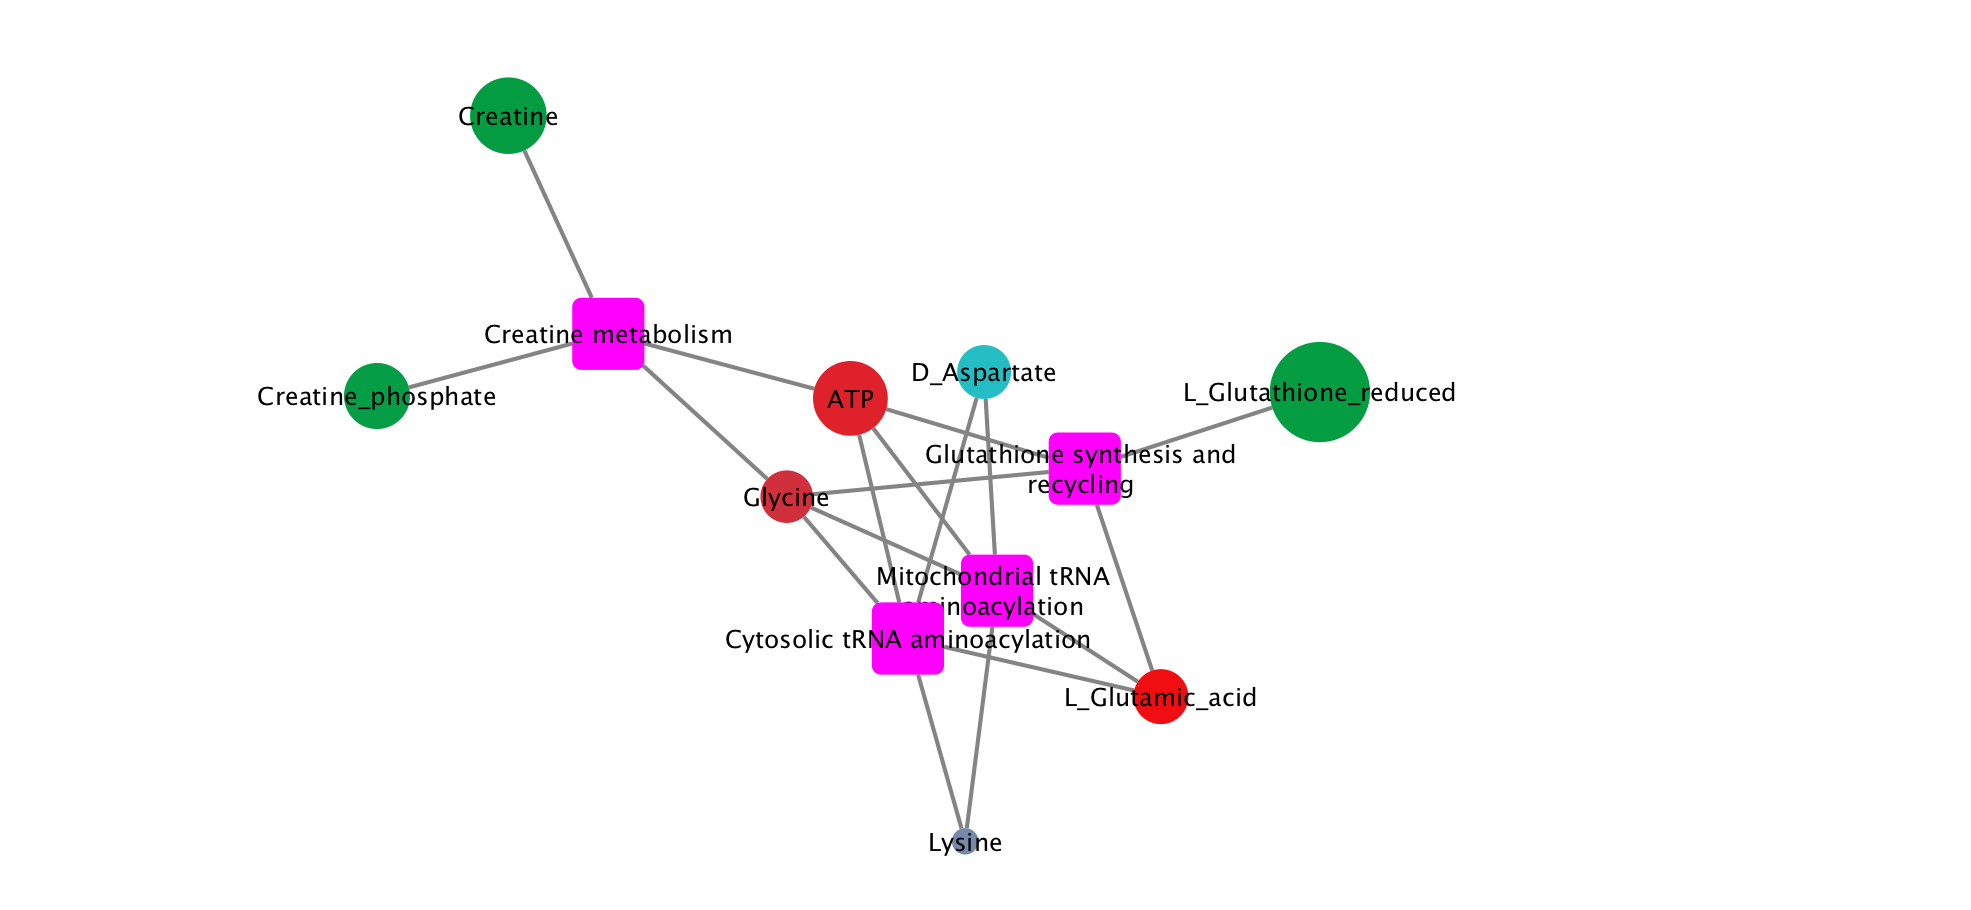 Creatine
Creatine metabolism
Creatine_phosphate
ATP
D_Aspartate
L_Glutathione_reduced
Glutathione synthesis and
recycling
Glycine
Mitochondrial tRNA
aminoacylation
Cytosolic tRNA aminoacylation
L_Glutamic_acid
Lysine